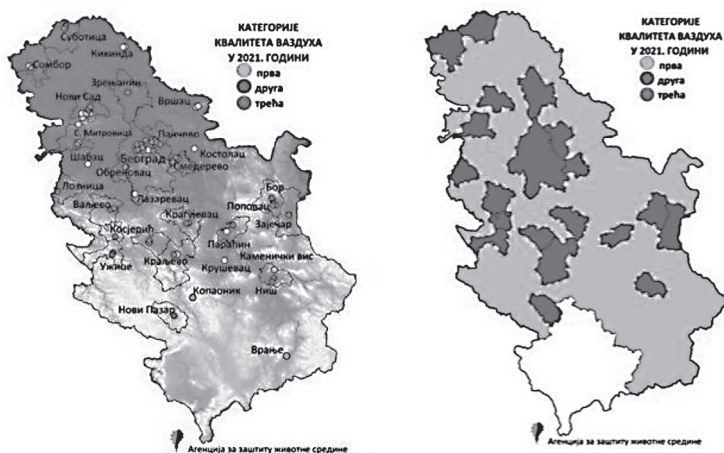 КАТЕГОРИЈЕ
КВАЛИТЕТА ВАЗДУХА
У 2021. ГОДИНИ
прва
друга
трећа
Суботица
Кикинда
Сомбор
Зрењанин
Нови Сад
Вршац
С. Митровица
Панчево
Шабац
Београд
Костолац
Смедерево
Обреновац
Лозница
Лазаревац
Бор
Ваљево
Крагујевац
Поповац
Зајечар
Косјерић
Параћин
Ужице
Краљево
Крушевац
Каменички вис
Копаоник
Ниш
Нови Пазар
Врање
Агенција за заштиту животне средине
КАТЕГОРИЈЕ
КВАЛИТЕТА ВАЗДУХА
У 2021. ГОДИНИ
прва
друга
трећа
Агенција за заштиту животне средине